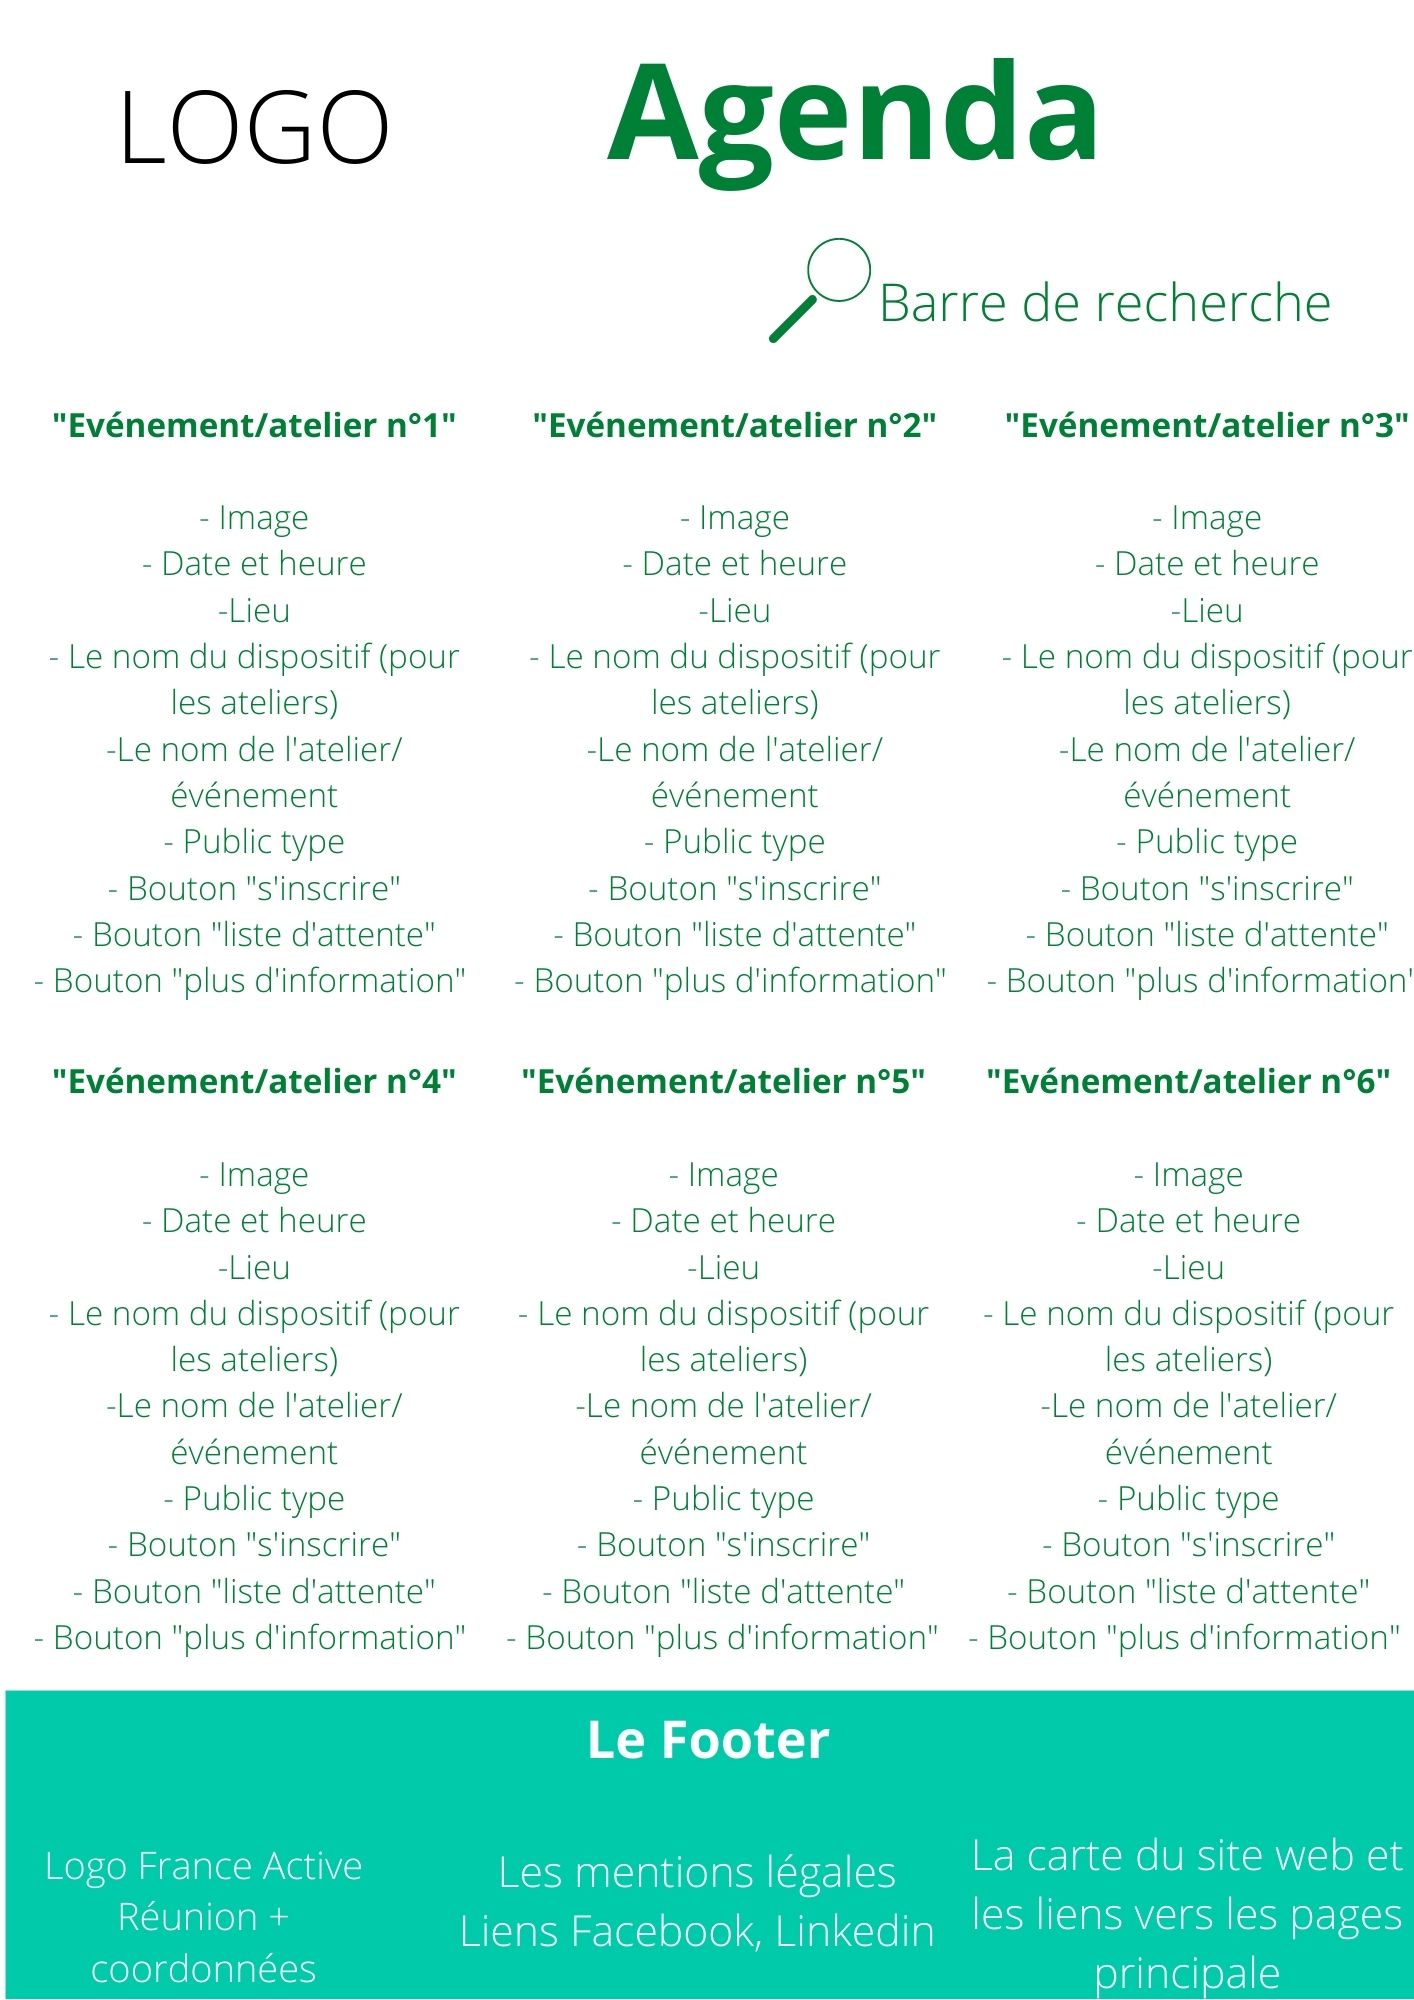 LOGO
Agenda
Barre de recherche
"Evénement/atelier n°1"
- Image
- Date et heure
-Lieu
- Le nom du dispositif (pour
les ateliers)
-Le nom de l'atelier/
événement
- Public type
- Bouton "s'inscrire"
- Bouton "liste d'attente"
- Bouton "plus d'information"
"Evénement/atelier n°2"
- Image
- Date et heure
-Lieu
- Le nom du dispositif (pour
les ateliers)
-Le nom de l'atelier/
événement
- Public type
- Bouton "s'inscrire"
- Bouton "liste d'attente"
- Bouton "plus d'information"
"Evénement/atelier n°3"
- Image
- Date et heure
-Lieu
- Le nom du dispositif (pour
les ateliers)
-Le nom de l'atelier/
événement
- Public type
- Bouton "s'inscrire"
- Bouton "liste d'attente"
- Bouton "plus d'information"
"Evénement/atelier n°4"
- Image
- Date et heure
-Lieu
- Le nom du dispositif (pour
les ateliers)
-Le nom de l'atelier/
événement
- Public type
- Bouton "s'inscrire"
- Bouton "liste d'attente"
- Bouton "plus d'information"
"Evénement/atelier n°5"
- Image
- Date et heure
-Lieu
- Le nom du dispositif (pour
les ateliers)
-Le nom de l'atelier/
événement
- Public type
- Bouton "s'inscrire"
- Bouton "liste d'attente"
- Bouton "plus d'information"
"Evénement/atelier n°6"
- Image
- Date et heure
-Lieu
- Le nom du dispositif (pour
les ateliers)
-Le nom de l'atelier/
événement
- Public type
- Bouton "s'inscrire"
- Bouton "liste d'attente"
- Bouton "plus d'information"
Le Footer
Logo France Active
Réunion +
coordonnées
Les mentions légales
Liens Facebook, Linkedin
La carte du site web et
les liens vers les pages
principale